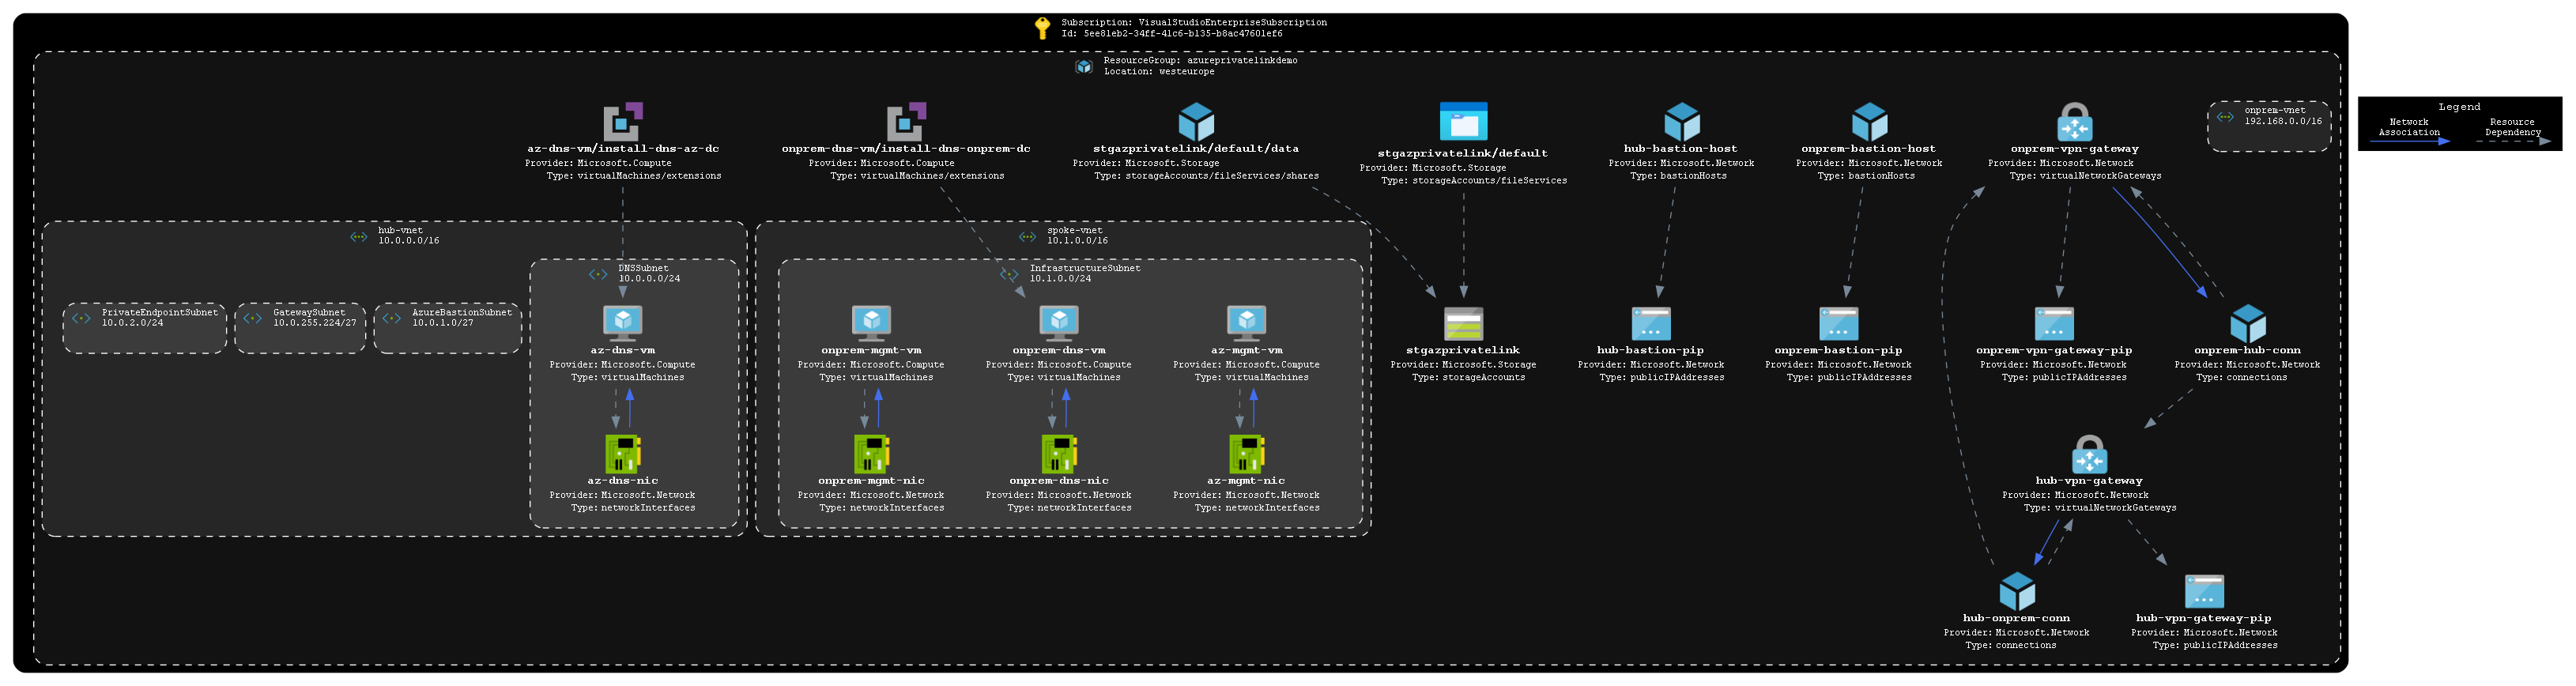 Subscription: VisualStudioEnterpriseSubscription
Id: 5ee81eb2-34ff-41c6-b135-b8ac47601ef6
ResourceGroup: azureprivatelinkdemo
Location: westeurope
az-dns-vm/install-dns-az-dc
Provider: Microsoft.Compute
Type: virtualMachines/extensions
onprem-dns-vm/install-dns-onprem-dc
Provider: Microsoft.Compute
Type: virtualMachines/extensions
stgazprivatelink/default/data
Provider: Microsoft.Storage
Type: storageAccounts/fileServices/shares
stgazprivatelink/default
Provider: Microsoft.Storage
Type: storageAccounts/fileServices
hub-bastion-host
Provider: Microsoft.Network
Type: bastionHosts
onprem-bastion-host
Provider: Microsoft.Network
Type: bastionHosts
onprem-vpn-gateway
Provider: Microsoft.Network
Type: virtualNetworkGateways
onprem-vnet
192.168.0.0/16
Legend
Network
Association
Resource
Dependency
hub-vnet
10.0.0.0/16
spoke-vnet
10.1.0.0/16
DNSSubnet
10.0.0.0/24
InfrastructureSubnet
10.1.0.0/24
PrivateEndpointSubnet
10.0.2.0/24
GatewaySubnet
10.0.255.224/27
AzureBastionSubnet
10.0.1.0/27
az-dns-vm
Provider: Microsoft.Compute
Type: virtualMachines
onprem-mgmt-vm
Provider: Microsoft.Compute
Type: virtualMachines
onprem-dns-vm
Provider: Microsoft.Compute
Type: virtualMachines
az-mgmt-vm
Provider: Microsoft.Compute
Type: virtualMachines
stgazprivatelink
Provider: Microsoft.Storage
Type: storageAccounts
hub-bastion-pip
Provider: Microsoft.Network
Type: publicIPAddresses
onprem-bastion-pip
Provider: Microsoft.Network
Type: publicIPAddresses
onprem-vpn-gateway-pip
Provider: Microsoft.Network
Type: publicIPAddresses
onprem-hub-conn
Provider: Microsoft.Network
Type: connections
az-dns-nic
Provider: Microsoft.Network
Type: networkInterfaces
onprem-mgmt-nic
Provider: Microsoft.Network
Type: networkInterfaces
onprem-dns-nic
Provider: Microsoft.Network
Type: networkInterfaces
az-mgmt-nic
Provider: Microsoft.Network
Type: networkInterfaces
hub-vpn-gateway
Provider: Microsoft.Network
Type: virtualNetworkGateways
hub-onprem-conn
Provider: Microsoft.Network
Type: connections
hub-vpn-gateway-pip
Provider: Microsoft.Network
Type: publicIPAddresses